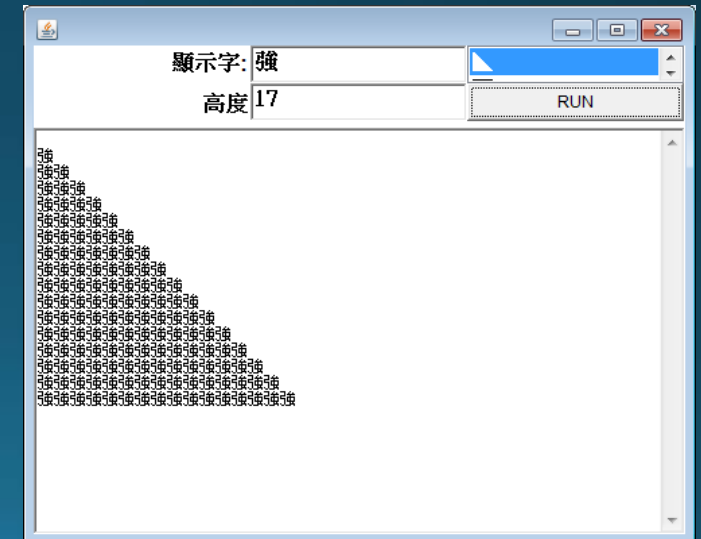 顯示字: 強 ◣
高度 17 RUN
強
強強
強強強
強強強強
強強強強強
強強強強強強
強強強強強強強
強強強強強強強強
強強強強強強強強強
強強強強強強強強強強
強強強強強強強強強強強
強強強強強強強強強強強強
強強強強強強強強強強強強強
強強強強強強強強強強強強強強
強強強強強強強強強強強強強強強
強強強強強強強強強強強強強強強強